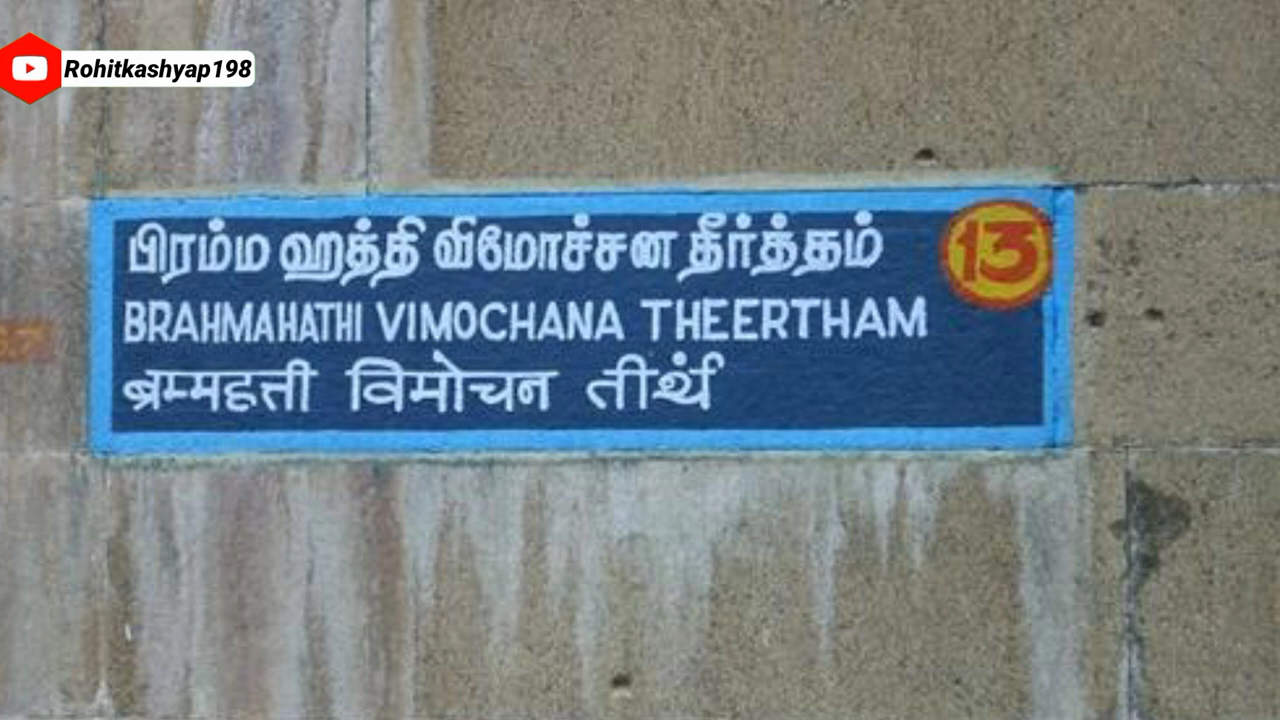 Rohitkashyap198
பிரம்ம ஹத்தி விமோச்சன தீர்த்தம்
13
BRAHMAHATHI VIMOCHANA THEERTHAM
ब्रम्महत्ती विमोचन तीर्थं